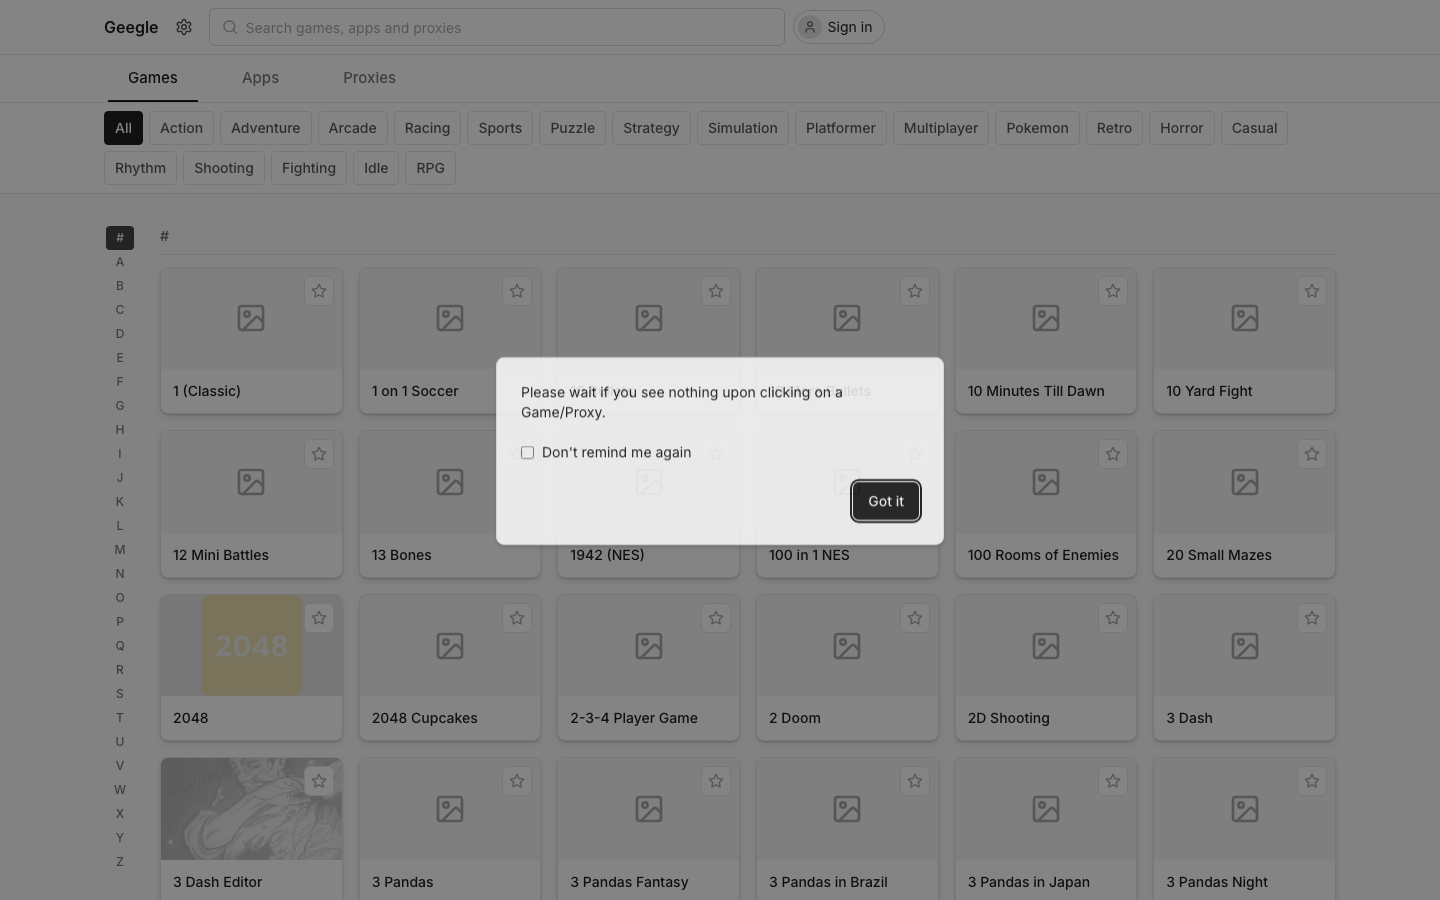 Geegle
Search games, apps and proxies
Sign in
Games
Apps
Proxies
All
Action
Adventure
Arcade
Racing
Sports
Puzzle
Strategy
Simulation
Platformer
Multiplayer
Pokemon
Retro
Horror
Casual
Rhythm
Shooting
Fighting
Idle
RPG
#
A
B
C
D
E
F
G
H
I
J
K
L
M
N
O
P
Q
R
S
T
U
V
W
X
Y
Z
#
1 (Classic)
1 on 1 Soccer
10 Minutes Till Dawn
10 Yard Fight
Please wait if you see nothing upon clicking on a
Game/Proxy.
Don't remind me again
Got it
12 Mini Battles
13 Bones
1942 (NES)
100 in 1 NES
100 Rooms of Enemies
20 Small Mazes
2048
2048
2048 Cupcakes
2-3-4 Player Game
2 Doom
2D Shooting
3 Dash
3 Dash Editor
3 Pandas
3 Pandas Fantasy
3 Pandas in Brazil
3 Pandas in Japan
3 Pandas Night